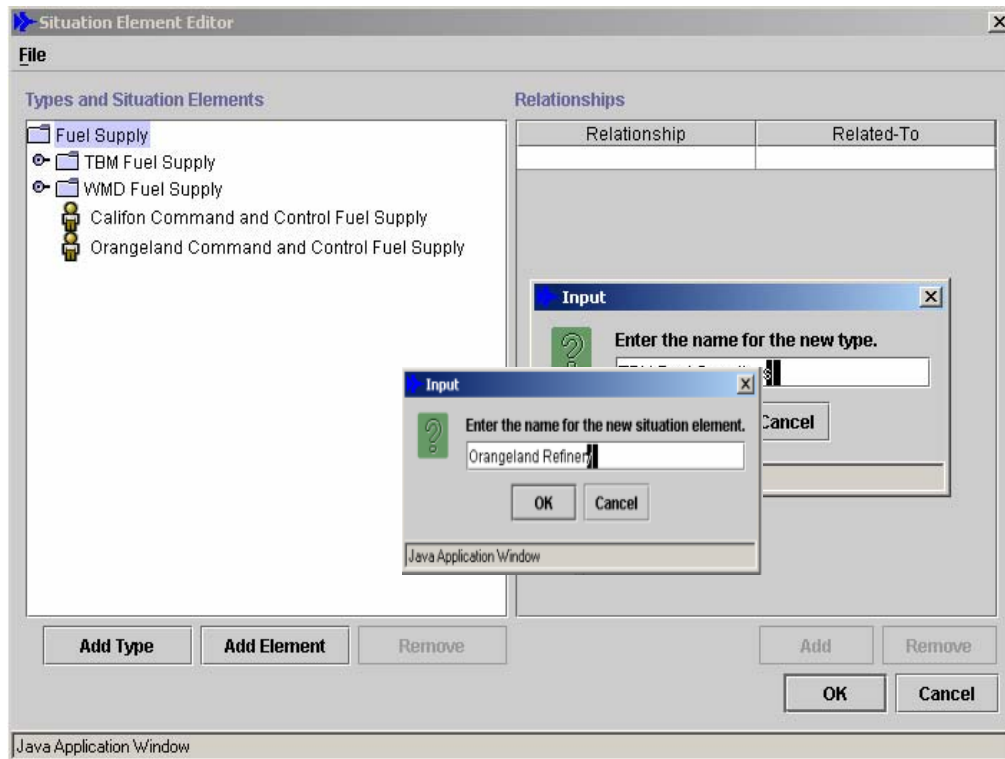 Situation Element Editor
File
Types and Situation Elements
Relationships
Fuel Supply
TBM Fuel Supply
WMD Fuel Supply
Califon Command and Control Fuel Supply
Orangeland Command and Control Fuel Supply
Relationship Related-To
Input
Enter the name for the new type.
Cancel
Input
Enter the name for the new situation element.
Orangeland Refinery
OK Cancel
Java Application Window
Add Type Add Element Remove
Add Remove
OK Cancel
Java Application Window